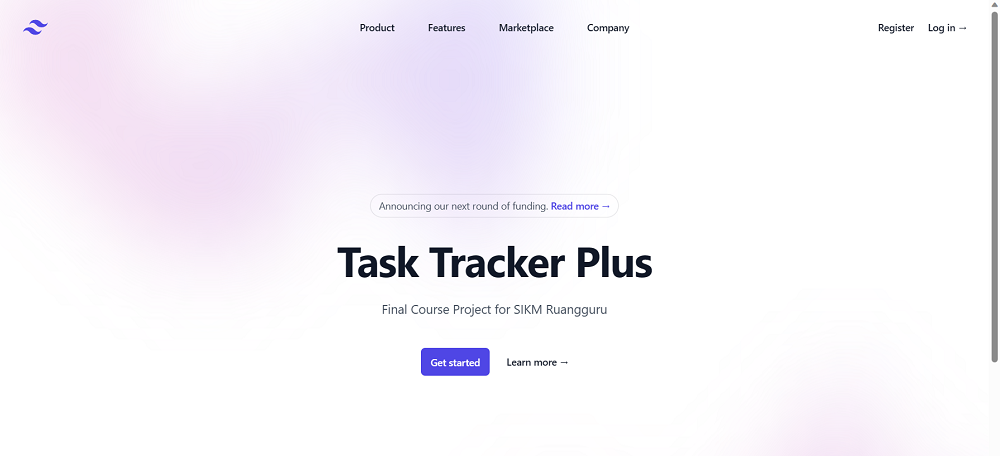 Product Features Marketplace Company Register Log in →
Announcing our next round of funding. Read more →
Task Tracker Plus
Final Course Project for SIKM Ruangguru
Get started Learn more →